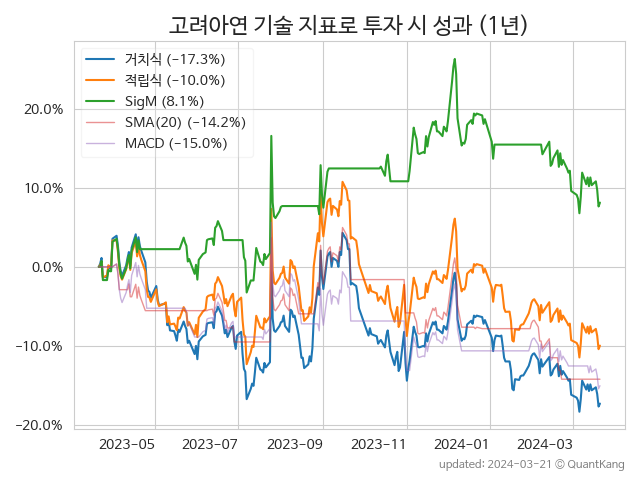 고려아연 기술 지표로 투자 시 성과 (1년)
거치식 (−17.3%)
적립식 (−10.0%)
SigM (8.1%)
SMA(20) (−14.2%)
MACD (−15.0%)
20.0%
10.0%
0.0%
−10.0%
−20.0%
2023-05 2023-07 2023-09 2023-11 2024-01 2024-03
updated: 2024-03-21 © QuantKang